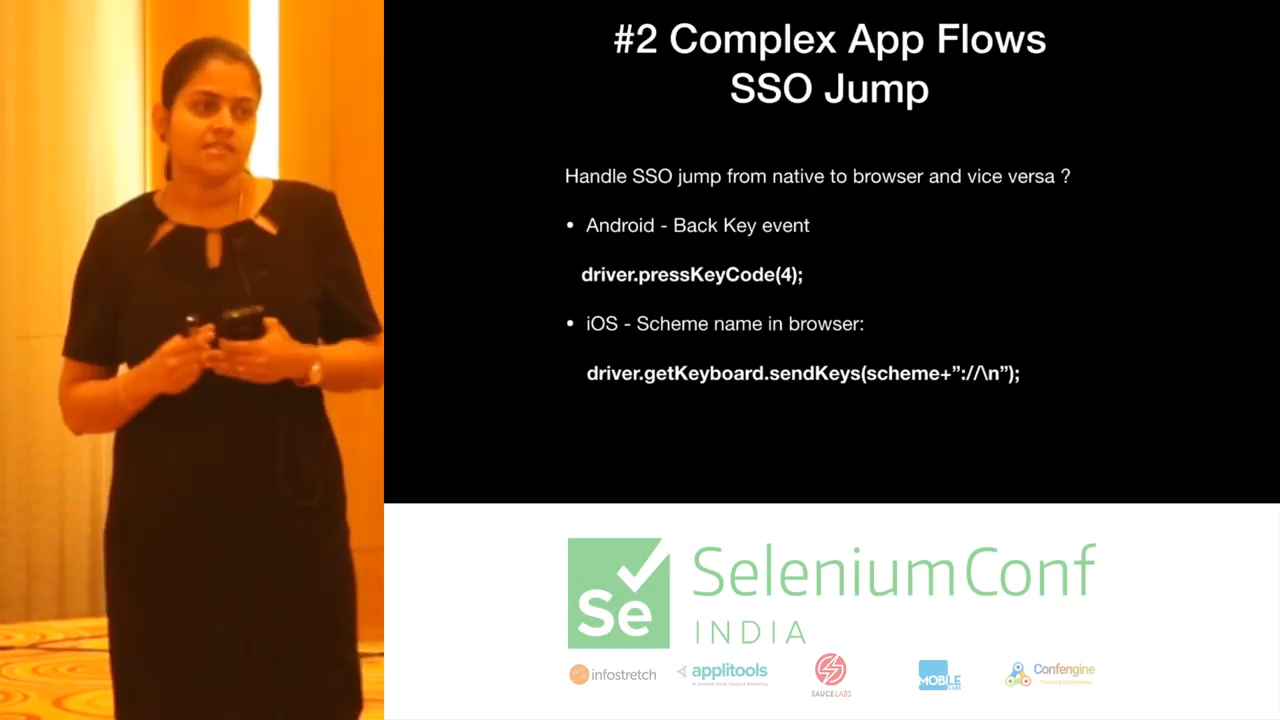 #2 Complex App Flows
SSO Jump
Handle SSO jump from native to browser and vice versa ?
• Android - Back Key event
driver.pressKeyCode(4);
• iOS - Scheme name in browser:
driver.getKeyboard.sendKeys(scheme+”://\n”);
Se
SeleniumConf
INDIA
infostretch
applitools
SAUCELABS
MOBILE
LABS
Confengine